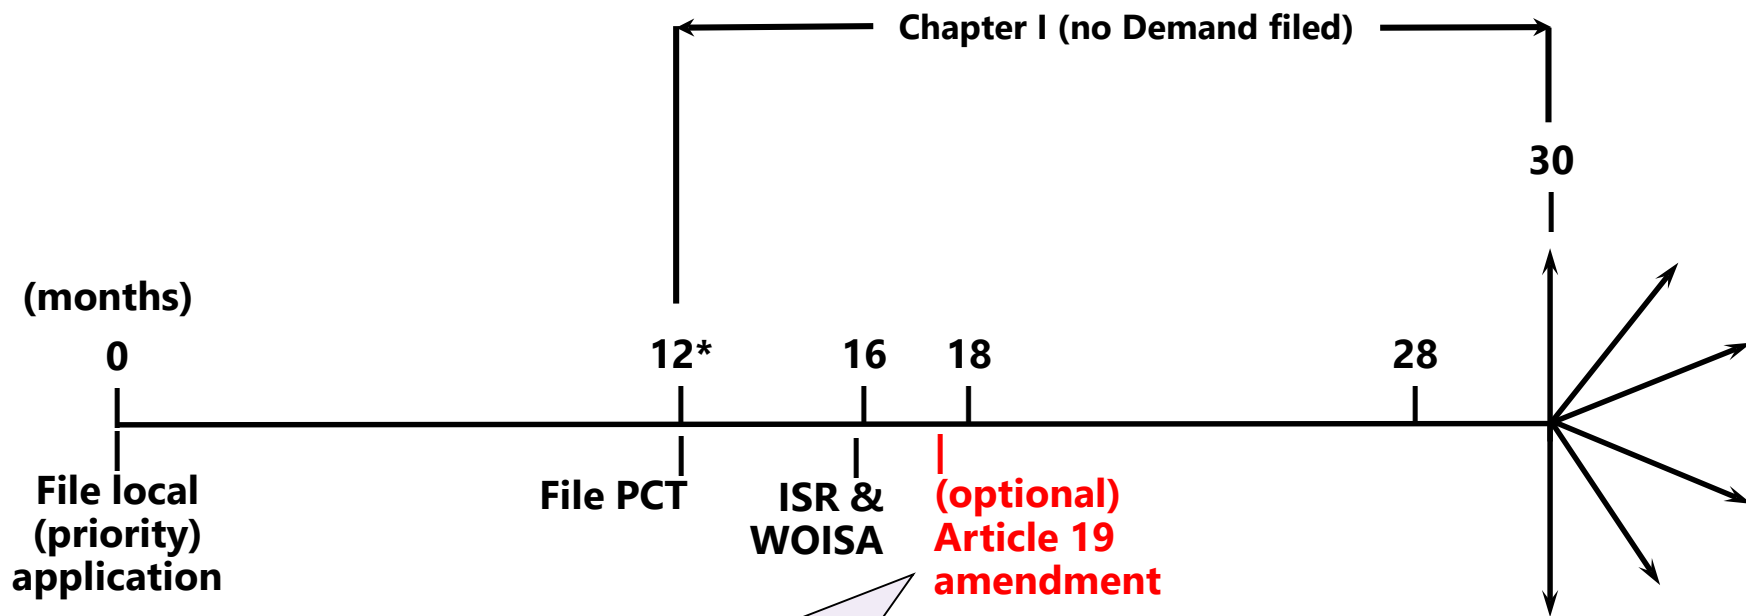 Chapter I (no Demand filed)
30
(months)
0
12*
16
18
28
File local
(priority)
application
File PCT
ISR &
WOISA
(optional)
Article 19
amendment